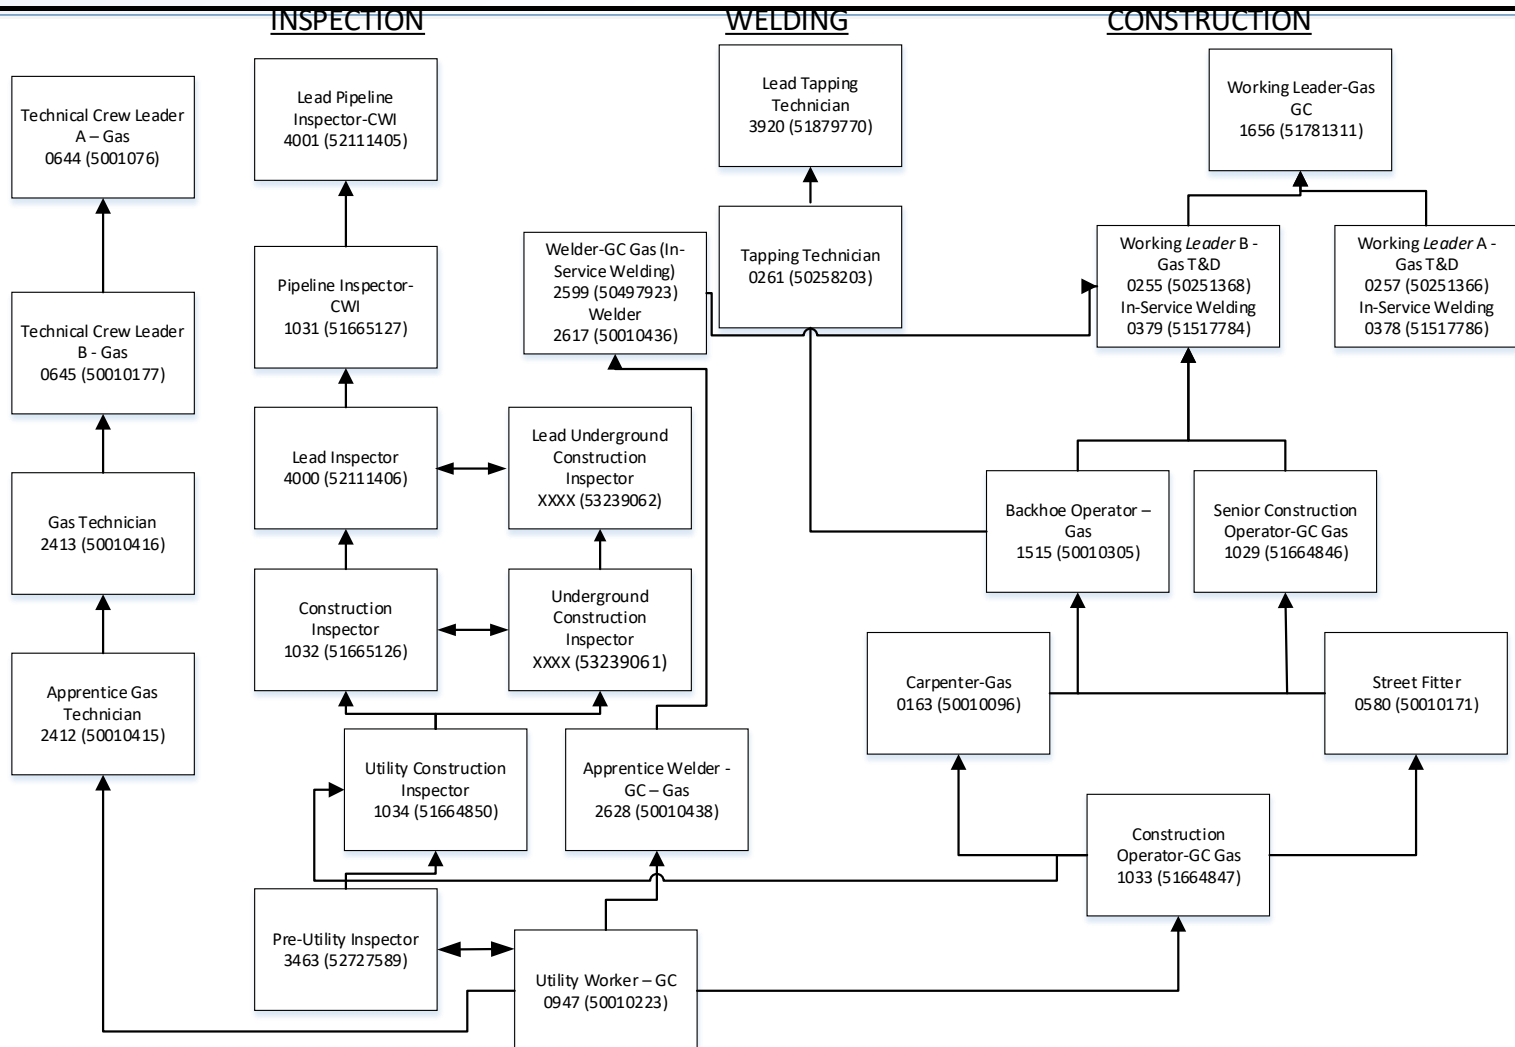 INSPECTION
WELDING
CONSTRUCTION
Technical Crew Leader
A – Gas
0644 (5001076)
Technical Crew Leader
B - Gas
0645 (50010177)
Gas Technician
2413 (50010416)
Apprentice Gas
Technician
2412 (50010415)
Lead Pipeline
Inspector-CWI
4001 (52111405)
Pipeline Inspector-
CWI
1031 (51665127)
Lead Inspector
4000 (52111406)
Lead Underground
Construction
Inspector
XXXX (53239062)
Construction
Inspector
1032 (51665126)
Underground
Construction
Inspector
XXXX (53239061)
Utility Construction
Inspector
1034 (51664850)
Pre-Utility Inspector
3463 (52727589)
Welder-GC Gas (In-
Service Welding)
2599 (50497923)
Welder
2617 (50010436)
Apprentice Welder -
GC – Gas
2628 (50010438)
Utility Worker – GC
0947 (50010223)
Lead Tapping
Technician
3920 (51879770)
Tapping Technician
0261 (50258203)
Working Leader-Gas
GC
1656 (51781311)
Working Leader B -
Gas T&D
0255 (50251368)
In-Service Welding
0379 (51517784)
Working Leader A -
Gas T&D
0257 (50251366)
In-Service Welding
0378 (51517786)
Backhoe Operator –
Gas
1515 (50010305)
Senior Construction
Operator-GC Gas
1029 (51664846)
Carpenter-Gas
0163 (50010096)
Street Fitter
0580 (50010171)
Construction
Operator-GC Gas
1033 (51664847)